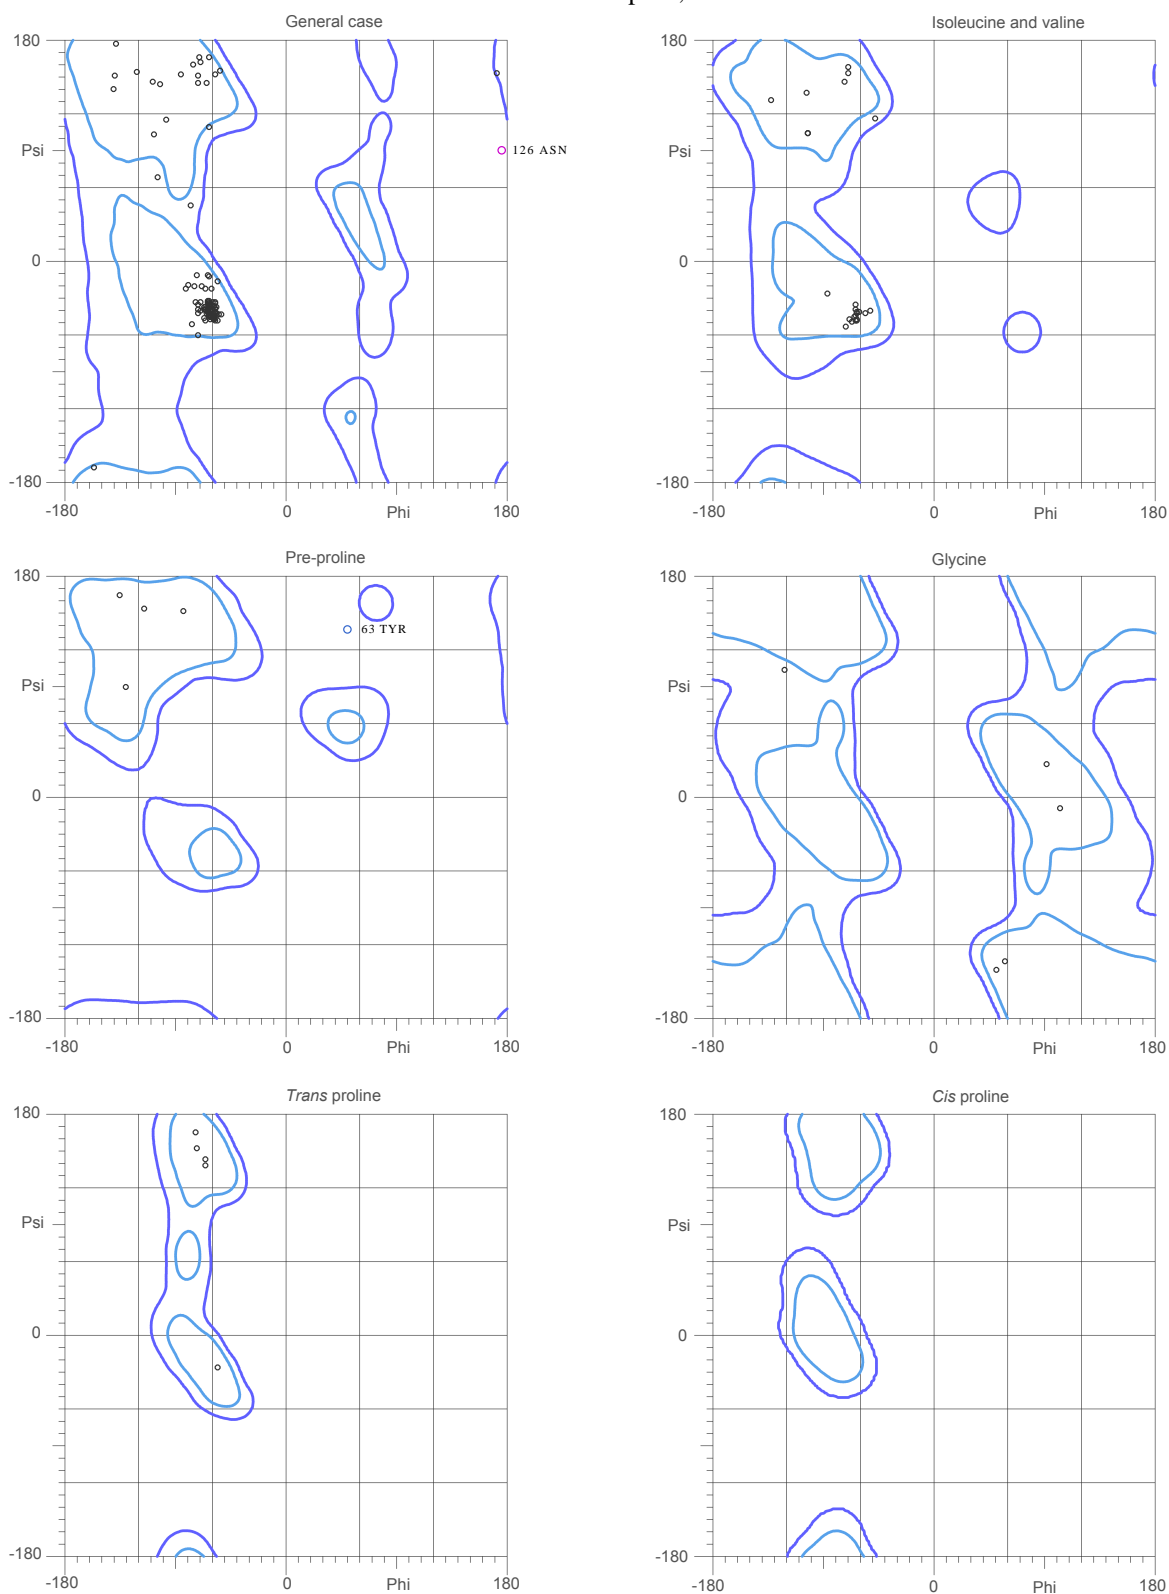 General case
Isoleucine and valine
180
180
Psi
126 ASN
Psi
0
0
-180
-180
-180
0
Phi
180
-180
0
Phi
180
Pre-proline
Glycine
180
180
63 TYR
Psi
Psi
0
0
-180
-180
-180
0
Phi
180
-180
0
Phi
180
Trans proline
Cis proline
180
180
Psi
Psi
0
0
-180
-180
-180
0
Phi
180
-180
0
Phi
180